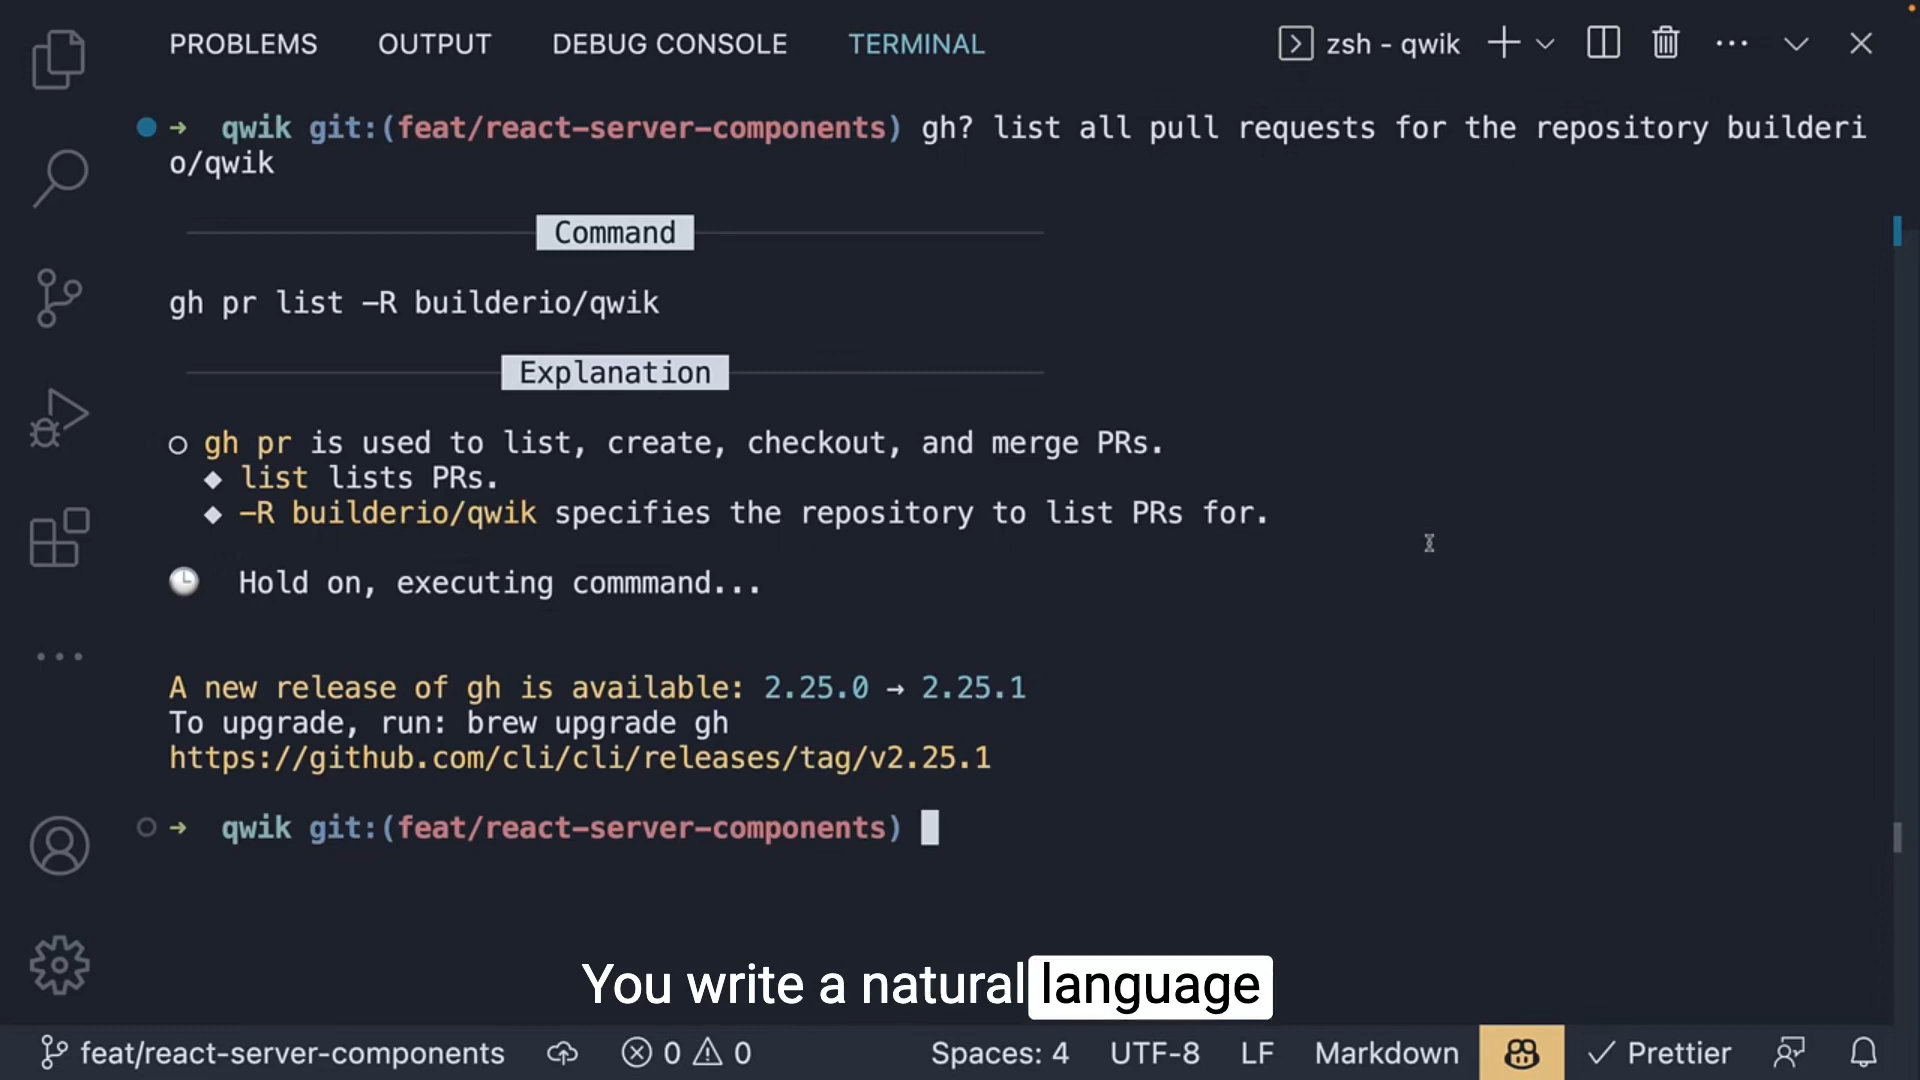 PROBLEMS OUTPUT DEBUG CONSOLE TERMINAL zsh - qwik
→ qwik git:(feat/react-server-components) gh? list all pull requests for the repository builderi
o/qwik
Command
gh pr list -R builderio/qwik
Explanation
○ gh pr is used to list, create, checkout, and merge PRs.
◆ list lists PRs.
◆ -R builderio/qwik specifies the repository to list PRs for.
Hold on, executing commmand...
A new release of gh is available: 2.25.0 → 2.25.1
To upgrade, run: brew upgrade gh
https://github.com/cli/cli/releases/tag/v2.25.1
→ qwik git:(feat/react-server-components)
You write a natural language
feat/react-server-components 0 0 Spaces: 4 UTF-8 LF Markdown Prettier